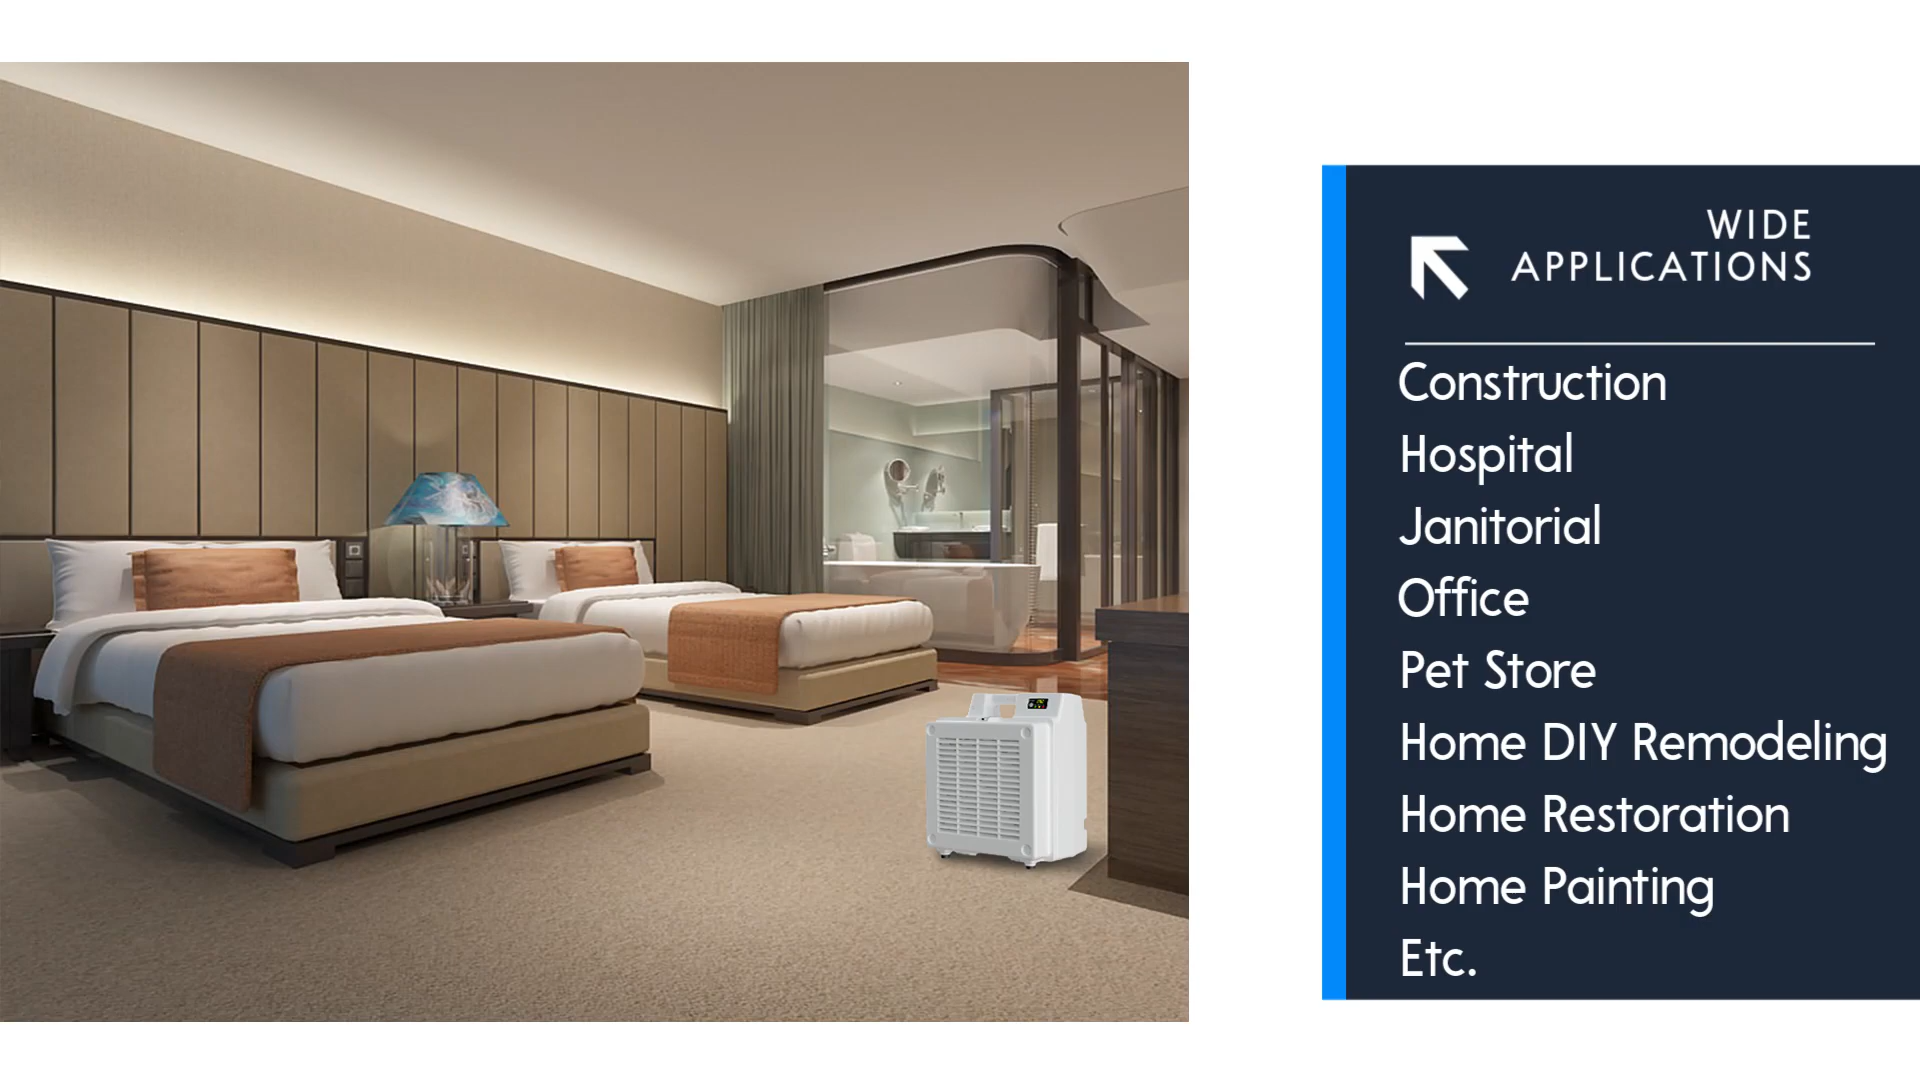 WIDE
APPLICATIONS
Construction
Hospital
Janitorial
Office
Pet Store
Home DIY Remodeling
Home Restoration
Home Painting
Etc.